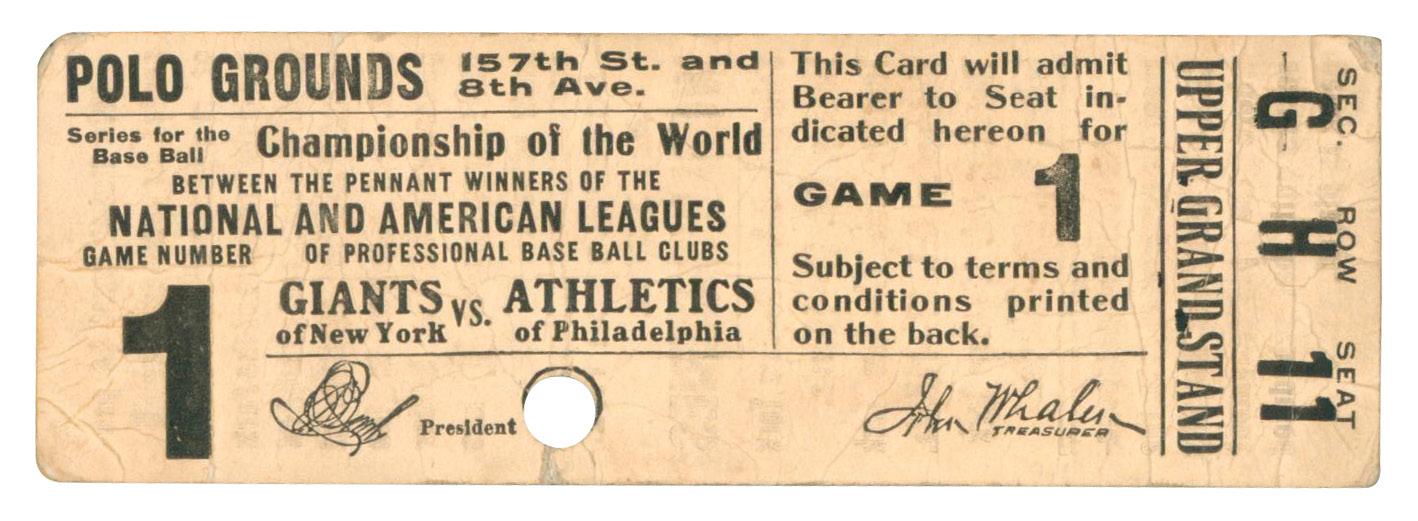 POLO GROUNDS 157th St. and 8th Ave.
Series for the Base Ball Championship of the World
BETWEEN THE PENNANT WINNERS OF THE
NATIONAL AND AMERICAN LEAGUES
GAME NUMBER OF PROFESSIONAL BASE BALL CLUBS
1
GIANTS VS. ATHLETICS
of New York of Philadelphia
President
This Card will admit
Bearer to Seat in-
dicated hereon for
GAME 1
Subject to terms and
conditions printed
on the back.
John Whalen
TREASURER
UPPER GRAND STAND
SEC. ROW SEAT
G H 11